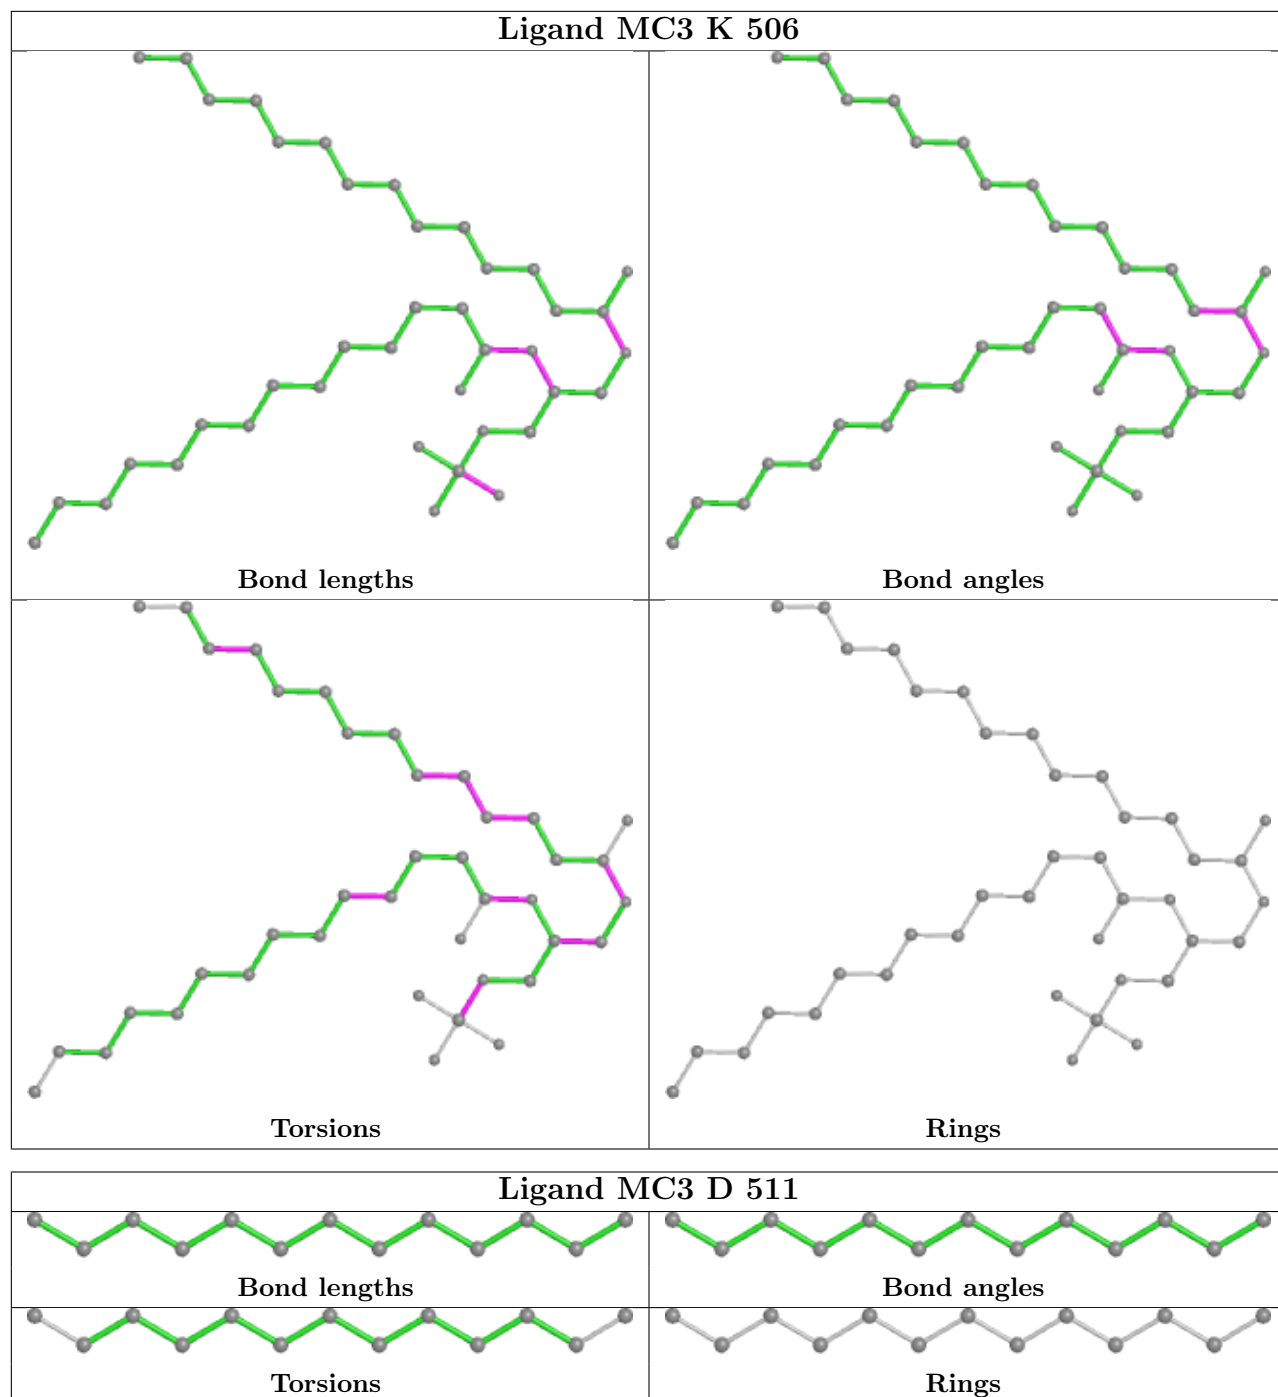 Ligand MC3 K 506
Bond lengths
Bond angles
Torsions
Rings
Ligand MC3 D 511
Bond lengths
Bond angles
Torsions
Rings